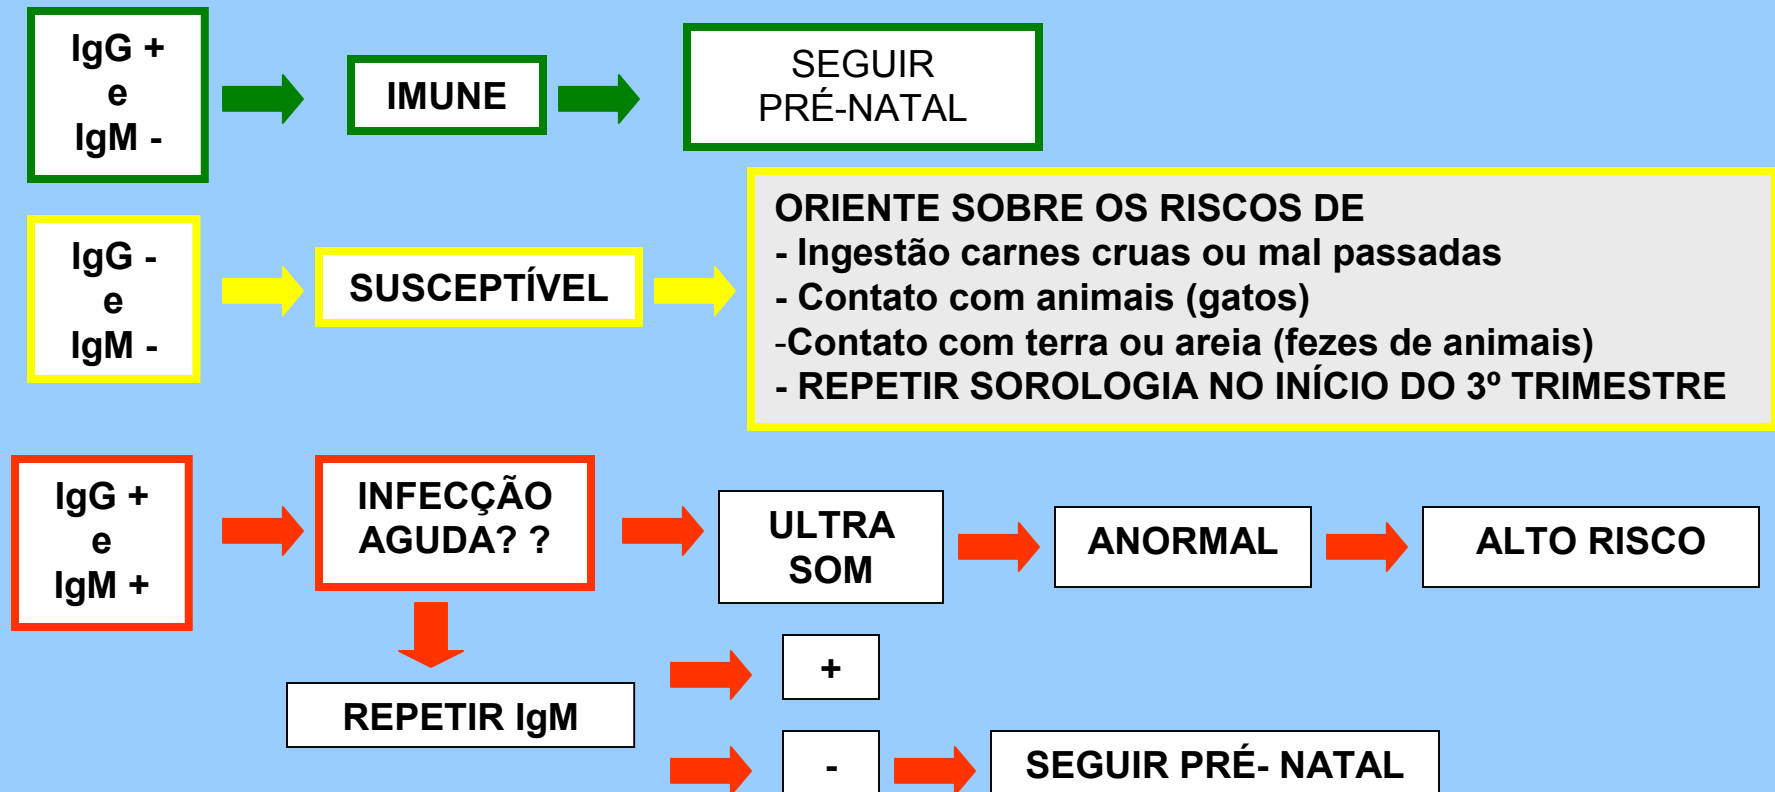 IgG +
e
IgM -
IMUNE
SEGUIR
PRÉ-NATAL
IgG -
e
IgM -
SUSCEPTÍVEL
ORIENTE SOBRE OS RISCOS DE
- Ingestão carnes cruas ou mal passadas
- Contato com animais (gatos)
-Contato com terra ou areia (fezes de animais)
- REPETIR SOROLOGIA NO INÍCIO DO 3º TRIMESTRE
IgG +
e
IgM +
INFECÇÃO
AGUDA? ?
ULTRA
SOM
ANORMAL
ALTO RISCO
REPETIR IgM
+
-
SEGUIR PRÉ- NATAL